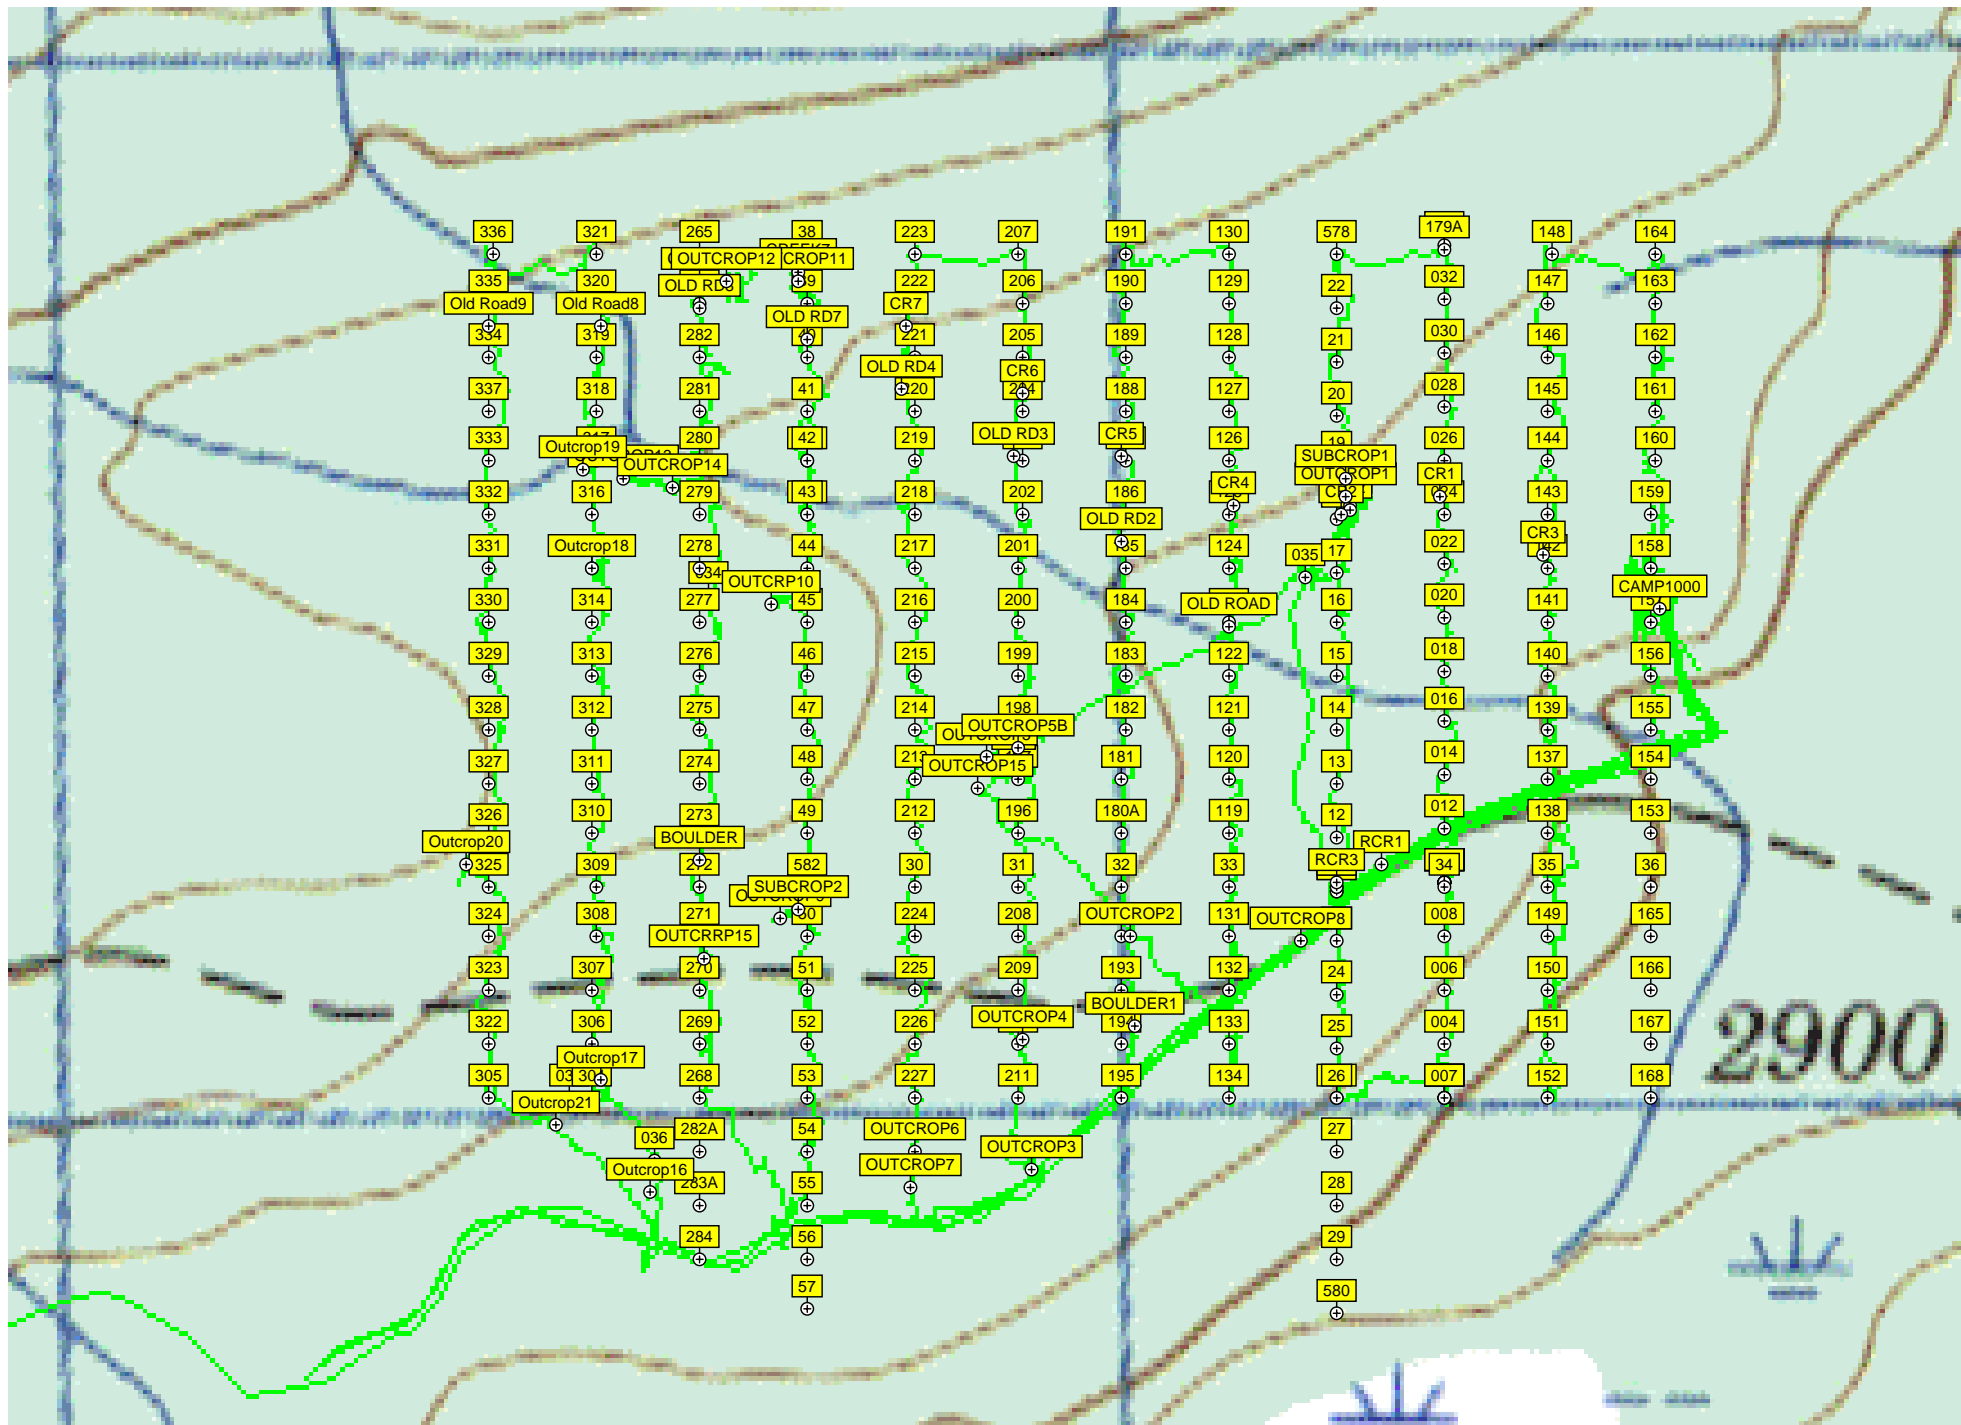 336 321 265 38 223 207 191 130 578 179A 148 164
OUTCROP12 CROP11
335 320 OLD RD 39 222 206 190 129 22 032 147 163
Old Road9 Old Road8 OLD RD7 CR7
334 319 282 221 205 189 128 21 030 146 162
OLD RD4 CR6
337 318 281 41 220 188 127 20 028 145 161
333 280 42 219 OLD RD3 CR5 126 19 026 144 160
Outcrop19 OUTCROP14 SUBCROP1
OUTCROP1 CR1
332 316 279 43 218 202 186 CR4 143 159
OLD RD2 CR3
331 Outcrop18 278 44 217 201 124 17 022 158
035
OUTCRP10 CAMP1000
330 314 277 45 216 200 184 OLD ROAD 16 020 141
329 313 276 46 215 199 183 122 15 018 140 156
328 312 275 47 214 198 182 121 14 016 139 155
OUTCROP5B
327 311 274 48 OUTCROP15 181 120 13 014 137 154
326 310 273 49 212 196 180A 119 12 012 138 153
Outcrop20 BOULDER RCR1
325 309 272 582 30 31 32 33 RCR3 34 35 36
SUBCROP2
324 308 271 224 208 OUTCROP2 131 OUTCROP8 008 149 165
OUTCRRP15
323 307 270 51 225 209 193 132 24 006 150 166
BOULDER1
322 306 269 52 226 OUTCROP4 194 133 25 004 151 167
Outcrop17
305 268 53 227 211 195 134 26 007 152 168
Outcrop21
036 282A 54 OUTCROP6 OUTCROP3 27
Outcrop16 283A 55 OUTCROP7 28
284 56 29
57 580
2900